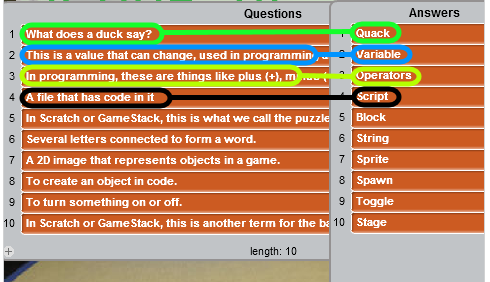 Questions
1 What does a duck say?
2 This is a value that can change, used in programming
3 In programming, these are things like plus (+), m
4 A file that has code in it
5 In Scratch or GameStack, this is what we call the puzzle
6 Several letters connected to form a word.
7 A 2D image that represents objects in a game.
8 To create an object in code.
9 To turn something on or off.
10 In Scratch or GameStack, this is another term for the ba
+ length: 10
Answers
Quack
Variable
Operators
Script
5 Block
6 String
7 Sprite
8 Spawn
9 Toggle
10 Stage